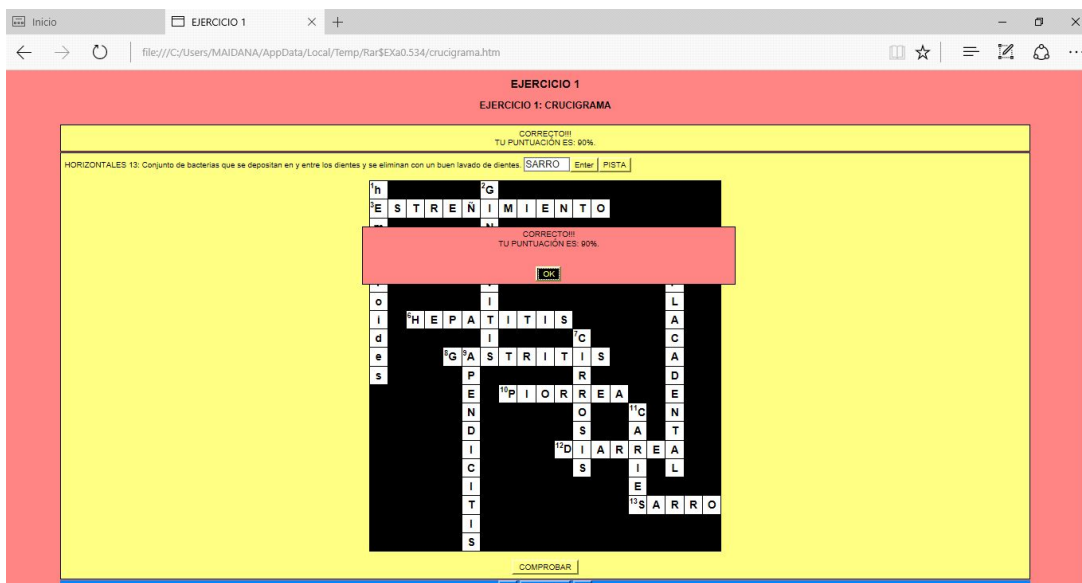 Inicio
EJERCICIO 1
file:///C:/Users/MAIDANA/AppData/Local/Temp/Rar$EXa0.534/crucigrama.htm
EJERCICIO 1
EJERCICIO 1: CRUCIGRAMA
CORRECTO!!!
TU PUNTUACIÓN ES: 90%.
HORIZONTALES 13: Conjunto de bacterias que se depositan en y entre los dientes y se eliminan con un buen lavado de dientes. SARRO Enter PISTA
1h 2G
3E S T R E Ñ I M I E N T O
CORRECTO!!!
TU PUNTUACIÓN ES: 90%.
OK
o I L
i 6H E P A T I T I S A
d I 7C C
e 8G 9A S T R I T I S A
s P R D
E 10P I O R R E A E
N O 11C N
D S A T
I 12D I A R R E A
C S I L
I E
T 13S A R R O
I
S
COMPROBAR